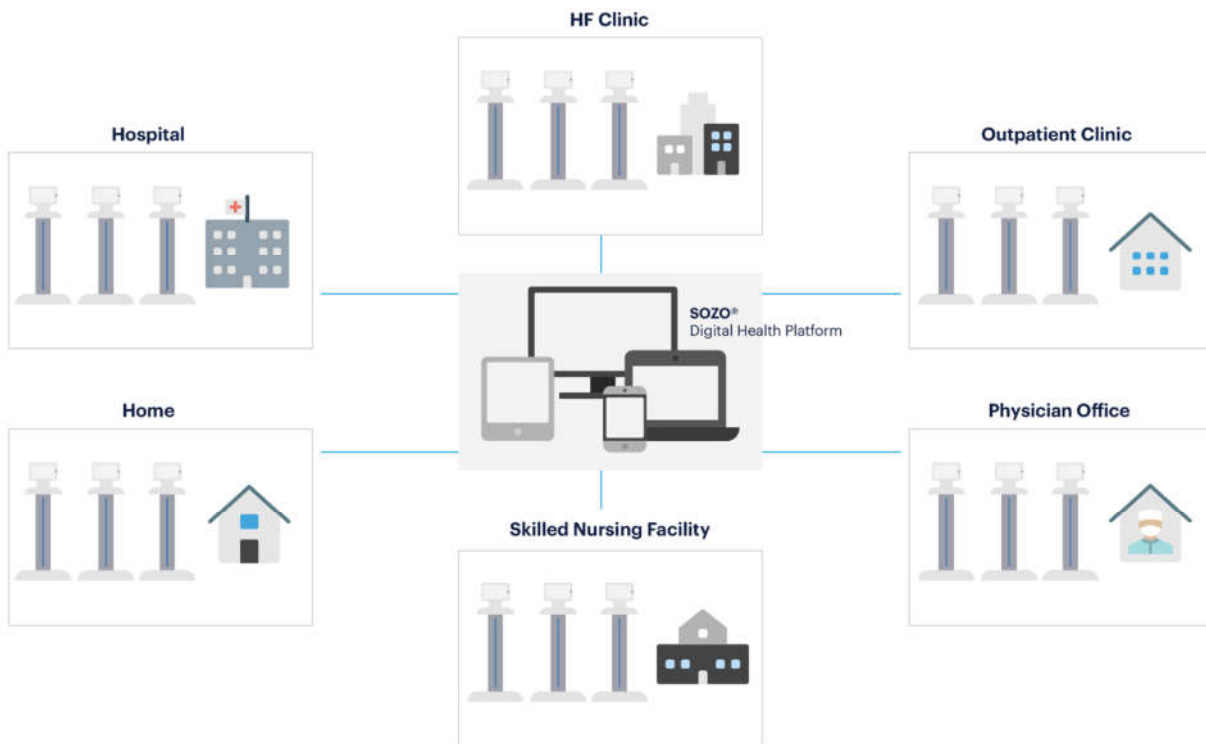 HF Clinic
Hospital
Outpatient Clinic
SOZO®
Digital Health Platform
Home
Physician Office
Skilled Nursing Facility